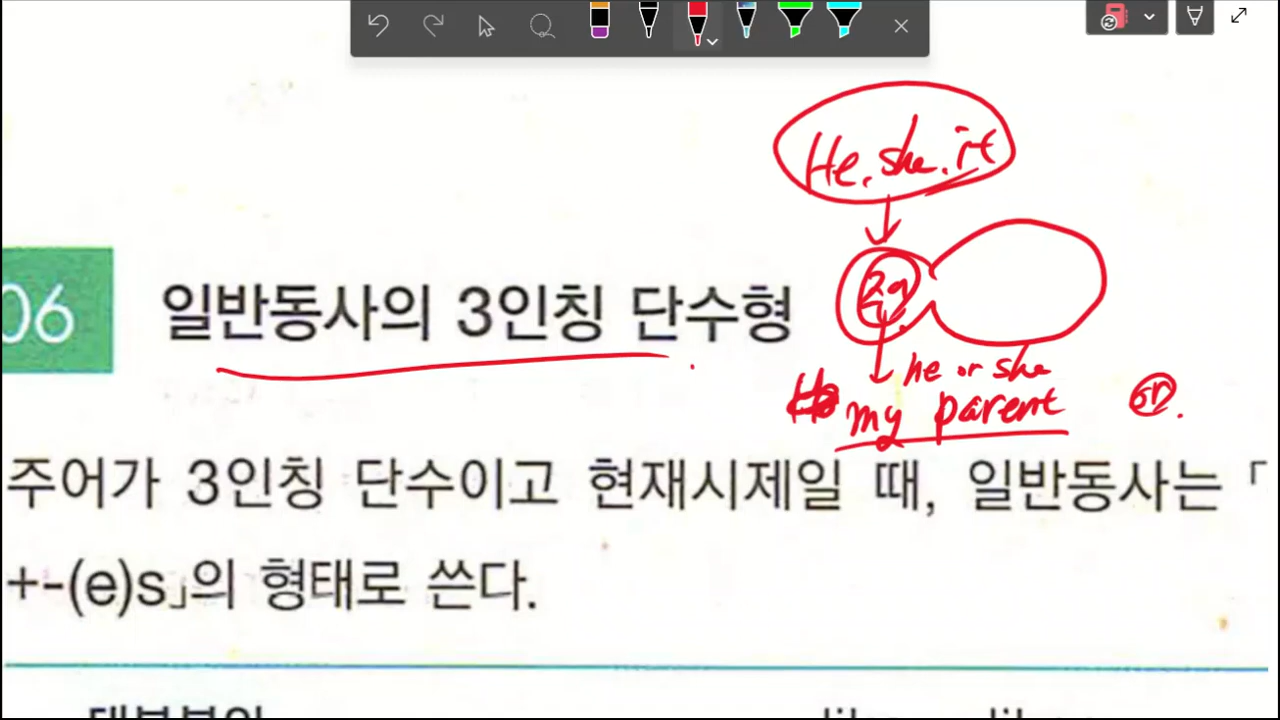 He. she. it
06 일반동사의 3인칭 단수형
he or she
my parent or.
주어가 3인칭 단수이고 현재시제일 때, 일반동사는 「
+-(e)s」의 형태로 쓴다.